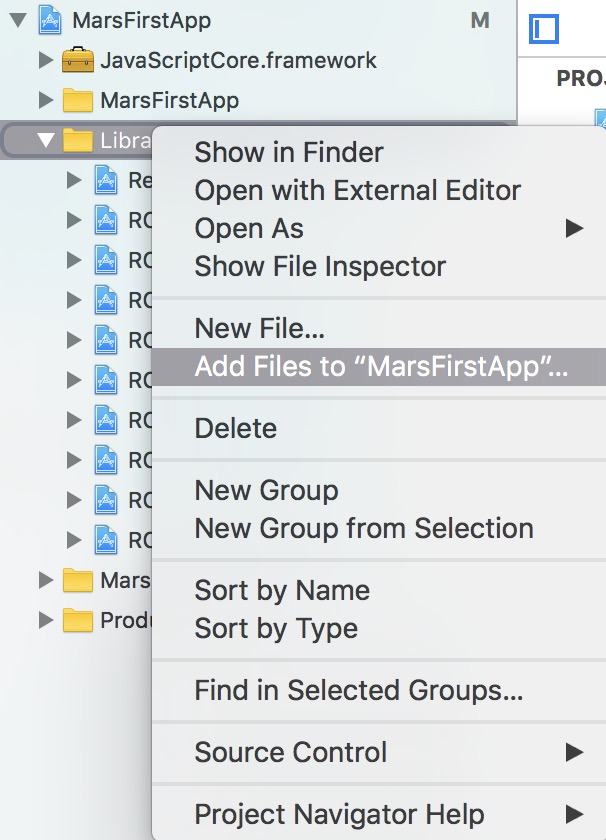 MarsFirstApp M
JavaScriptCore.framework
MarsFirstApp
Libra
Show in Finder
Open with External Editor
Open As
Show File Inspector
New File...
Add Files to “MarsFirstApp”...
Delete
New Group
New Group from Selection
Sort by Name
Sort by Type
Find in Selected Groups...
Source Control
Project Navigator Help
Re
RC
RC
RC
RC
RC
RC
RC
RC
RC
Mars
Produ
PROJ